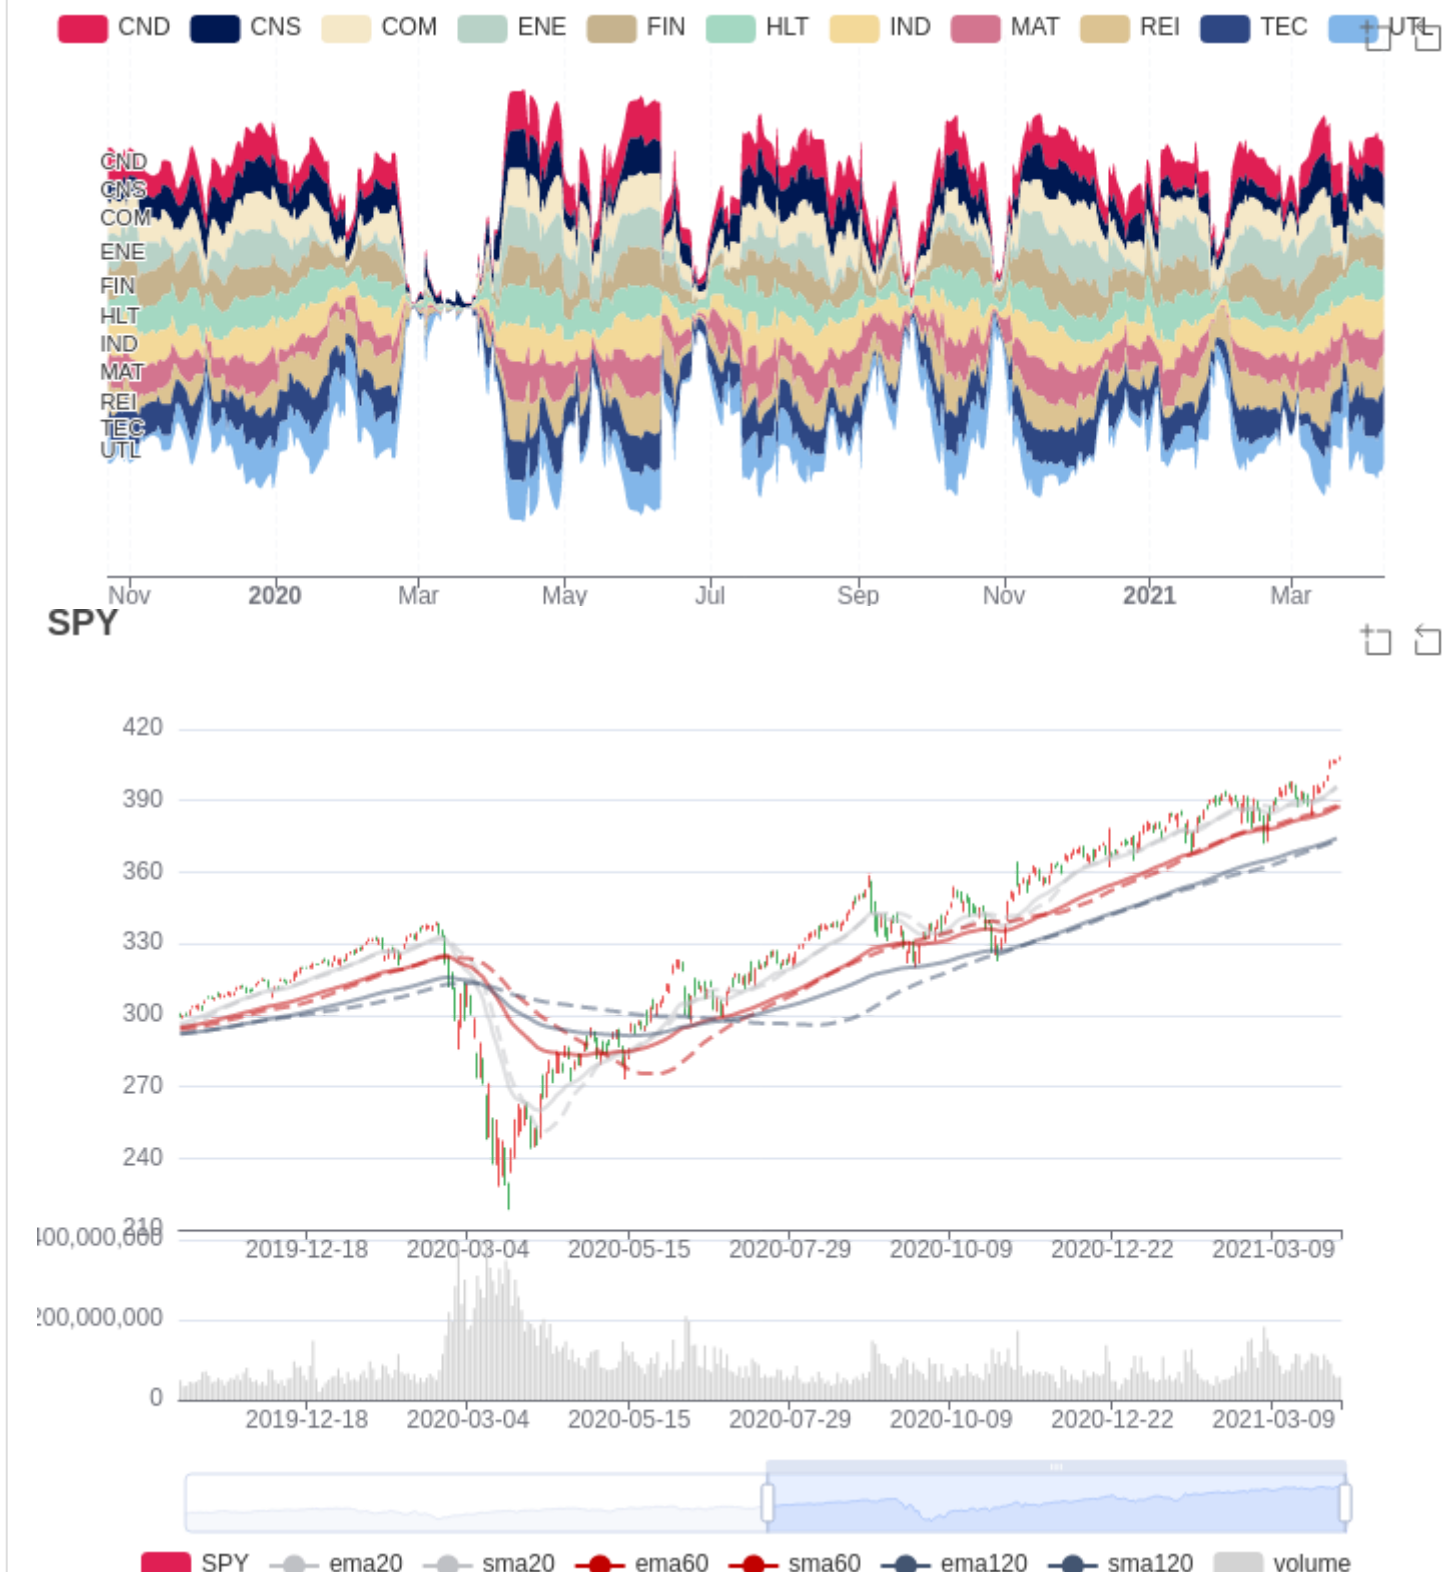 CND CNS COM ENE FIN HLT IND MAT REI TEC UTL
CND
CNS
COM
ENE
FIN
HLT
IND
MAT
REI
TEC
UTL
Nov 2020 Mar May Jul Sep Nov 2021 Mar
SPY
420
390
360
330
300
270
240
210
400,000,000
2019-12-18 2020-03-04 2020-05-15 2020-07-29 2020-10-09 2020-12-22 2021-03-09
200,000,000
0
2019-12-18 2020-03-04 2020-05-15 2020-07-29 2020-10-09 2020-12-22 2021-03-09
SPY ema20 sma20 ema60 sma60 ema120 sma120 volume